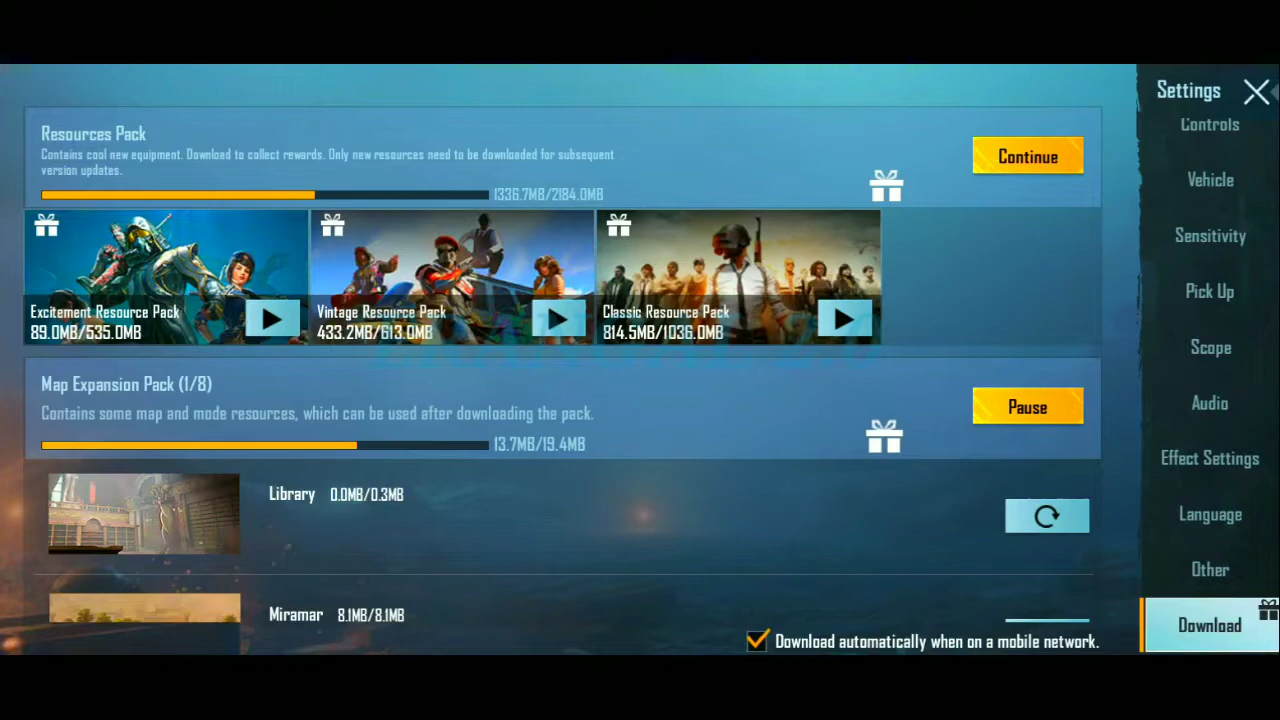 Settings
Controls
Vehicle
Sensitivity
Pick Up
Scope
Audio
Effect Settings
Language
Other
Download
Resources Pack
Contains cool new equipment. Download to collect rewards. Only new resources need to be downloaded for subsequent
version updates.
1336.7MB/2184.0MB
Continue
Excitement Resource Pack
89.0MB/535.0MB
Vintage Resource Pack
433.2MB/613.0MB
Classic Resource Pack
814.5MB/1036.0MB
Map Expansion Pack (1/8)
Contains some map and mode resources, which can be used after downloading the pack.
13.7MB/19.4MB
Pause
Library 0.0MB/0.3MB
Miramar 8.1MB/8.1MB
Download automatically when on a mobile network.